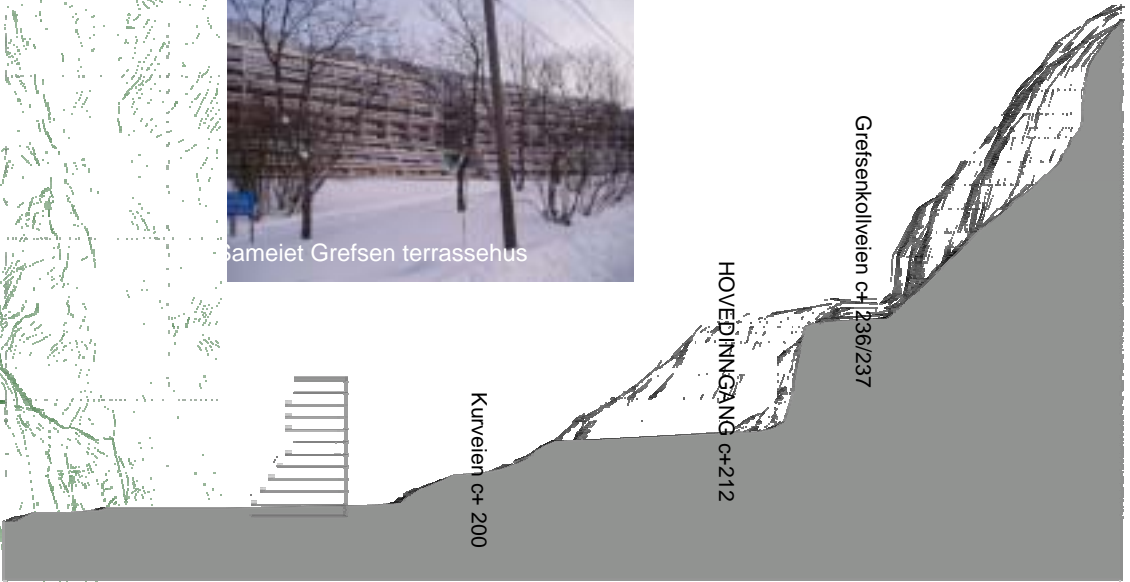 Sameiet Grefsen terrassehus
Kurveien c+ 200
HOVEDINNGANG c+212
Grefsenkollveien c+ 236/237